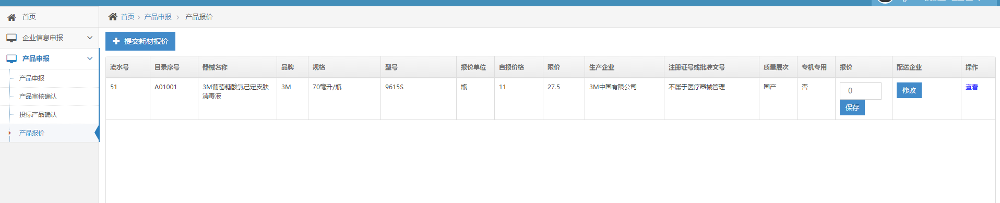 首页
企业信息申报
产品申报
产品申报
产品审核确认
投标产品确认
产品报价
首页 > 产品申报 > 产品报价
提交耗材报价
流水号 目录序号 器械名称 品牌 规格 型号 报价单位 自报价格 限价 生产企业 注册证号或批准文号 质量层次 专机专用 报价 配送企业 操作
51 A01001 3M葡萄糖酸氯己定皮肤 3M 70毫升/瓶 9615S 瓶 11 27.5 3M中国有限公司 不属于医疗器械管理 国产 否 0 修改 查看
消毒液
保存